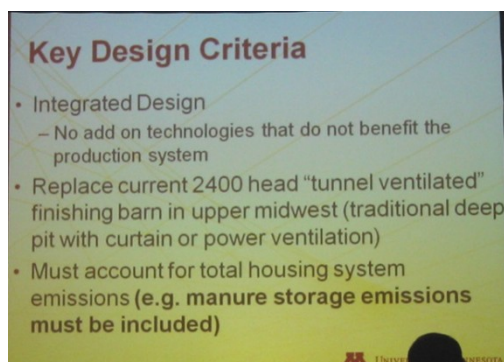 Key Design Criteria
• Integrated Design
– No add on technologies that do not benefit the
production system
• Replace current 2400 head “tunnel ventilated”
finishing barn in upper midwest (traditional deep
pit with curtain or power ventilation)
• Must account for total housing system
emissions (e.g. manure storage emissions
must be included)